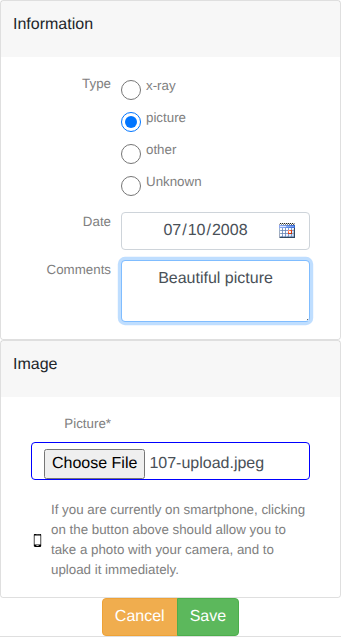 Information
Type
x-ray
picture
other
Unknown
Date
07/10/2008
Comments
Beautiful picture
Image
Picture*
Choose File 107-upload.jpeg
If you are currently on smartphone, clicking
on the button above should allow you to
take a photo with your camera, and to
upload it immediately.
Cancel Save